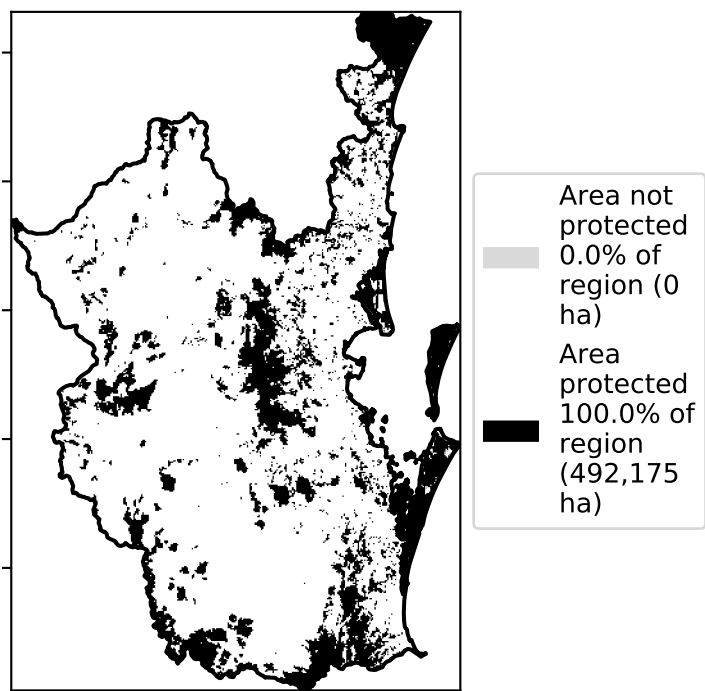 Area not
protected
0.0% of
region (0
ha)
Area
protected
100.0% of
region
(492,175
ha)